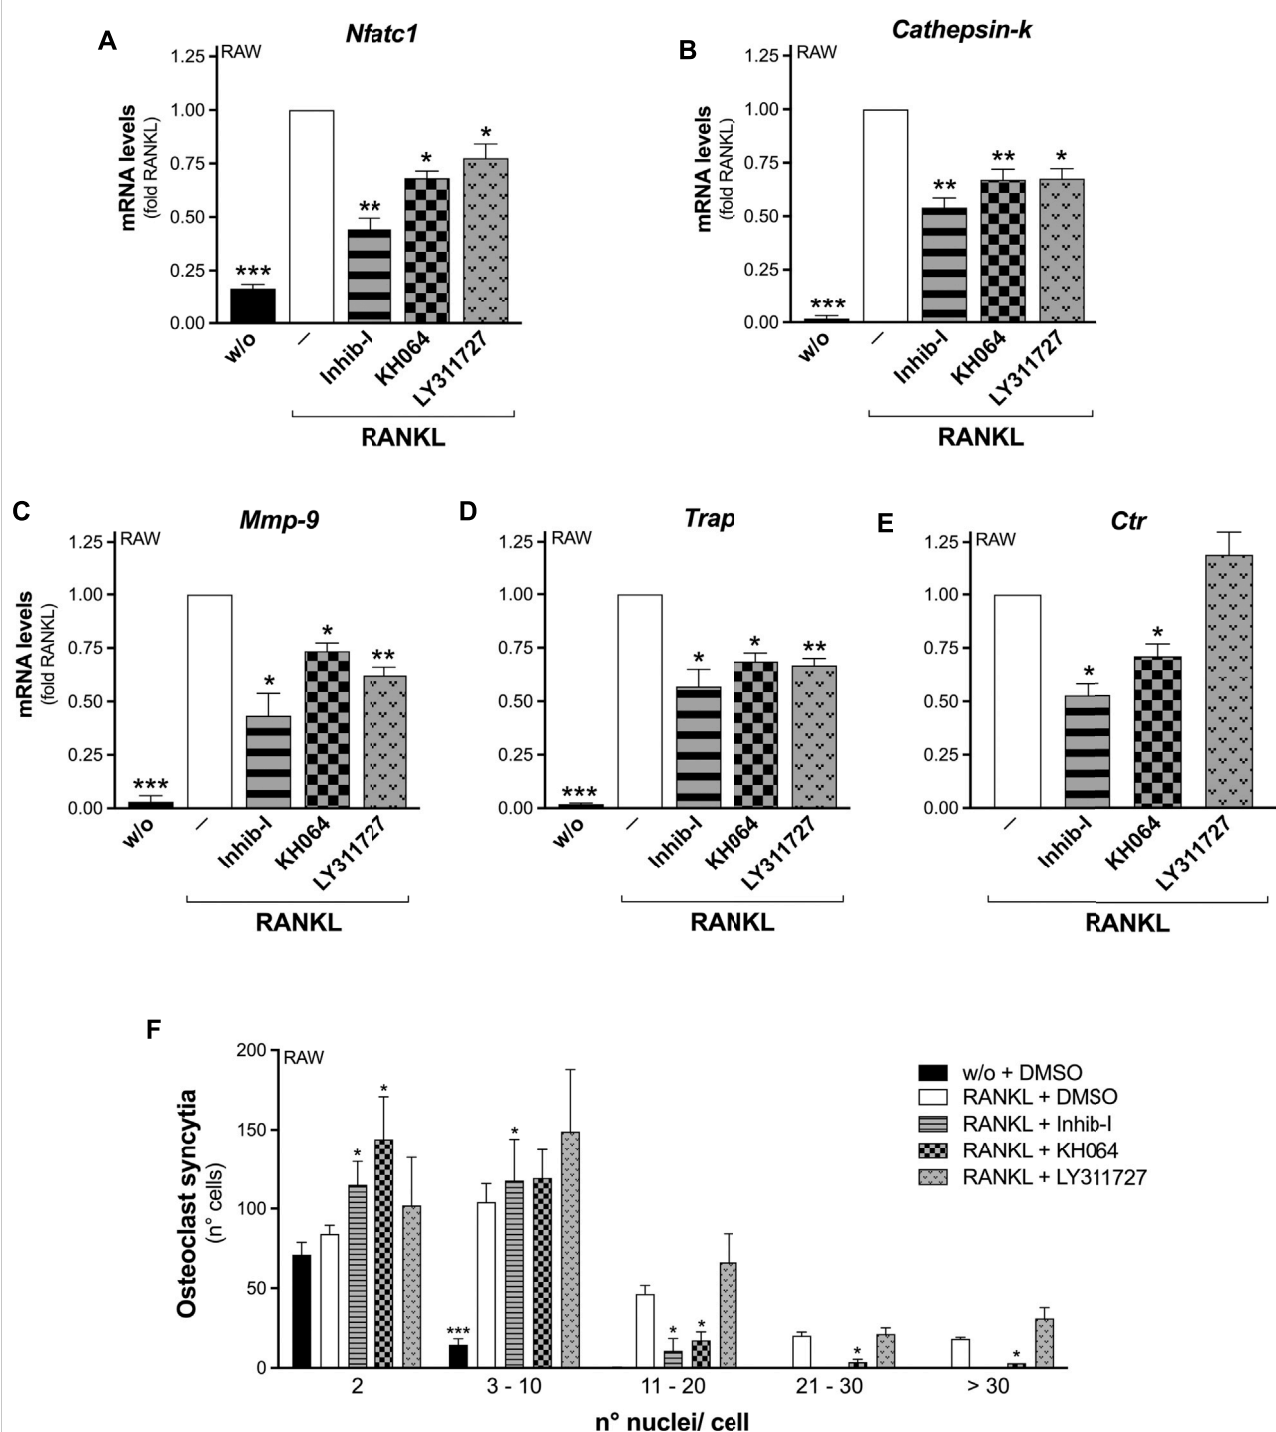 A
Nfatc1
RAW
1.25
1.00
0.75
0.50
0.25
0.00
mRNA levels
(fold RANKL)
***
**
*
*
w/o
–
Inhib-I
KH064
LY311727
RANKL
B
Cathepsin-k
RAW
1.25
1.00
0.75
0.50
0.25
0.00
mRNA levels
(fold RANKL)
***
**
**
*
w/o
–
Inhib-I
KH064
LY311727
RANKL
C
Mmp-9
RAW
1.25
1.00
0.75
0.50
0.25
0.00
mRNA levels
(fold RANKL)
***
*
*
**
w/o
–
Inhib-I
KH064
LY311727
RANKL
D
Trap
RAW
1.25
1.00
0.75
0.50
0.25
0.00
***
*
*
**
w/o
–
Inhib-I
KH064
LY311727
RANKL
E
Ctr
RAW
1.25
1.00
0.75
0.50
0.25
0.00
*
*
–
Inhib-I
KH064
LY311727
RANKL
F
RAW
200
150
100
50
0
Osteoclast syncytia
(n° cells)
*
*
***
*
*
*
*
*
2
3 - 10
11 - 20
21 - 30
> 30
n° nuclei/ cell
w/o + DMSO
RANKL + DMSO
RANKL + Inhib-I
RANKL + KH064
RANKL + LY311727